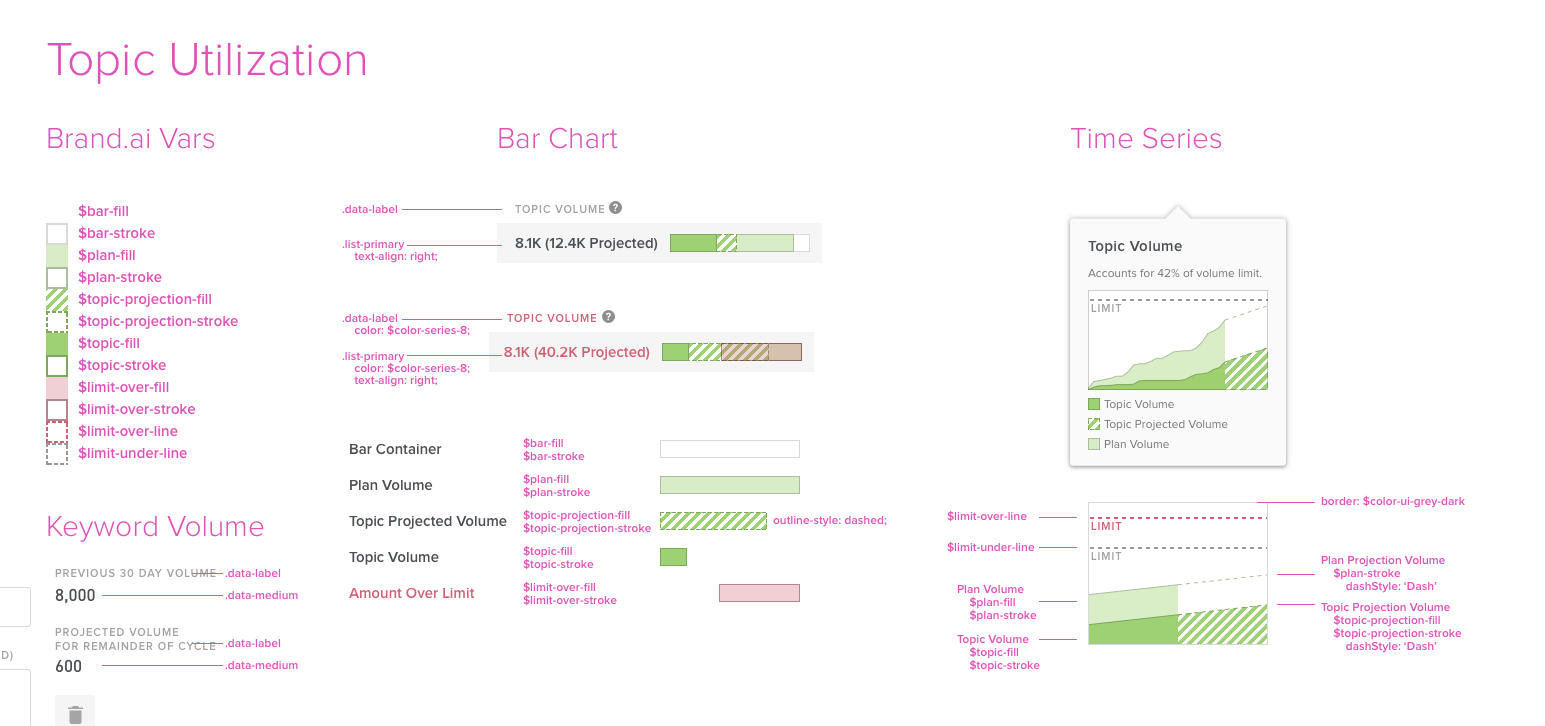 Topic Utilization
Brand.ai Vars
$bar-fill
$bar-stroke
$plan-fill
$plan-stroke
$topic-projection-fill
$topic-projection-stroke
$topic-fill
$topic-stroke
$limit-over-fill
$limit-over-stroke
$limit-over-line
$limit-under-line
Keyword Volume
PREVIOUS 30 DAY VOLUME
.data-label
8,000
.data-medium
PROJECTED VOLUME
FOR REMAINDER OF CYCLE
.data-label
D)
600
.data-medium
Bar Chart
.data-label
TOPIC VOLUME ?
.list-primary
text-align: right;
8.1K (12.4K Projected)
.data-label
color: $color-series-8;
TOPIC VOLUME ?
.list-primary
color: $color-series-8;
text-align: right;
8.1K (40.2K Projected)
Bar Container
$bar-fill
$bar-stroke
Plan Volume
$plan-fill
$plan-stroke
Topic Projected Volume
$topic-projection-fill
$topic-projection-stroke
outline-style: dashed;
Topic Volume
$topic-fill
$topic-stroke
Amount Over Limit
$limit-over-fill
$limit-over-stroke
Time Series
Topic Volume
Accounts for 42% of volume limit.
LIMIT
Topic Volume
Topic Projected Volume
Plan Volume
border: $color-ui-grey-dark
$limit-over-line
LIMIT
$limit-under-line
LIMIT
Plan Volume
$plan-fill
$plan-stroke
Topic Volume
$topic-fill
$topic-stroke
Plan Projection Volume
$plan-stroke
dashStyle: ‘Dash’
Topic Projection Volume
$topic-projection-fill
$topic-projection-stroke
dashStyle: ‘Dash’